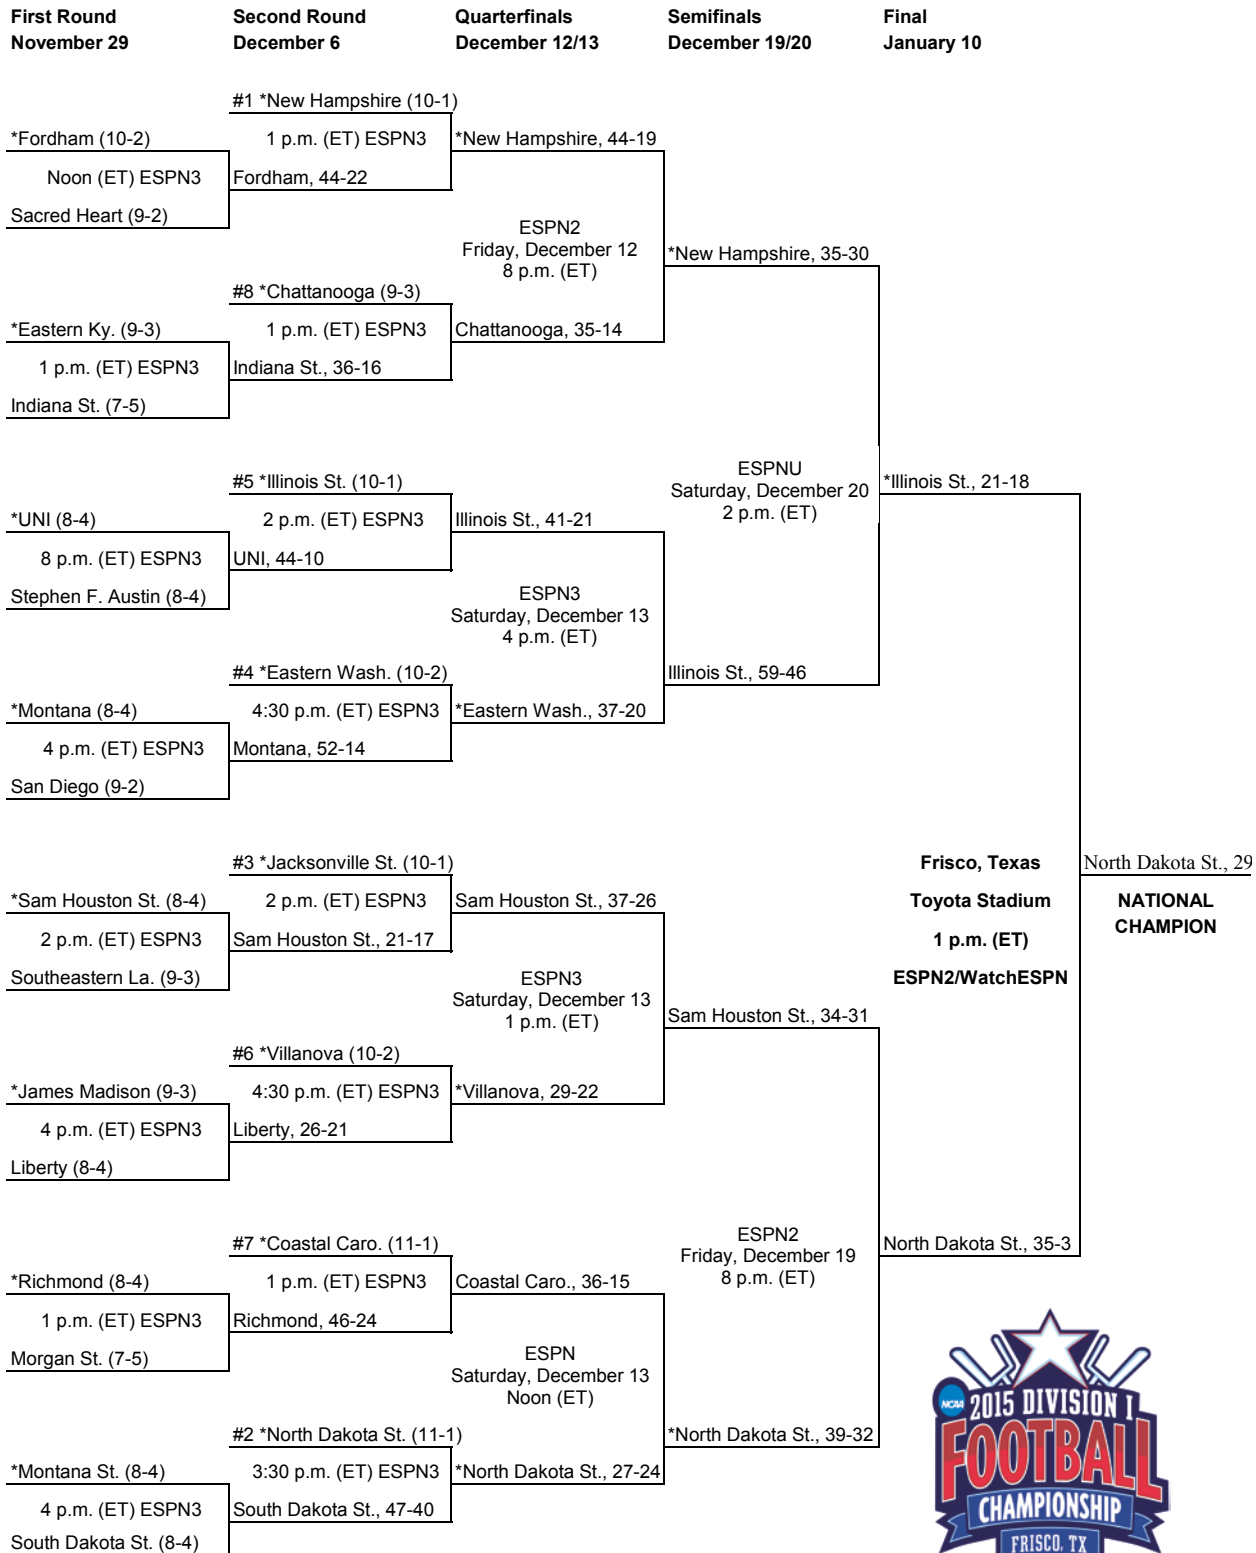 First Round
November 29
Second Round
December 6
Quarterfinals
December 12/13
Semifinals
December 19/20
Final
January 10
#1 *New Hampshire (10-1)
*Fordham (10-2)
1 p.m. (ET) ESPN3
*New Hampshire, 44-19
Noon (ET) ESPN3
Fordham, 44-22
Sacred Heart (9-2)
ESPN2
Friday, December 12
8 p.m. (ET)
*New Hampshire, 35-30
#8 *Chattanooga (9-3)
*Eastern Ky. (9-3)
1 p.m. (ET) ESPN3
Chattanooga, 35-14
1 p.m. (ET) ESPN3
Indiana St., 36-16
Indiana St. (7-5)
ESPNU
Saturday, December 20
2 p.m. (ET)
#5 *Illinois St. (10-1)
*Illinois St., 21-18
*UNI (8-4)
2 p.m. (ET) ESPN3
Illinois St., 41-21
8 p.m. (ET) ESPN3
UNI, 44-10
Stephen F. Austin (8-4)
ESPN3
Saturday, December 13
4 p.m. (ET)
#4 *Eastern Wash. (10-2)
Illinois St., 59-46
*Montana (8-4)
4:30 p.m. (ET) ESPN3
*Eastern Wash., 37-20
4 p.m. (ET) ESPN3
Montana, 52-14
San Diego (9-2)
#3 *Jacksonville St. (10-1)
Frisco, Texas
North Dakota St., 29
*Sam Houston St. (8-4)
2 p.m. (ET) ESPN3
Sam Houston St., 37-26
Toyota Stadium
NATIONAL
CHAMPION
2 p.m. (ET) ESPN3
Sam Houston St., 21-17
1 p.m. (ET)
Southeastern La. (9-3)
ESPN2/WatchESPN
ESPN3
Saturday, December 13
1 p.m. (ET)
Sam Houston St., 34-31
#6 *Villanova (10-2)
*James Madison (9-3)
4:30 p.m. (ET) ESPN3
*Villanova, 29-22
4 p.m. (ET) ESPN3
Liberty, 26-21
Liberty (8-4)
#7 *Coastal Caro. (11-1)
ESPN2
Friday, December 19
8 p.m. (ET)
North Dakota St., 35-3
*Richmond (8-4)
1 p.m. (ET) ESPN3
Coastal Caro., 36-15
1 p.m. (ET) ESPN3
Richmond, 46-24
Morgan St. (7-5)
ESPN
Saturday, December 13
Noon (ET)
#2 *North Dakota St. (11-1)
*North Dakota St., 39-32
*Montana St. (8-4)
3:30 p.m. (ET) ESPN3
*North Dakota St., 27-24
4 p.m. (ET) ESPN3
South Dakota St., 47-40
South Dakota St. (8-4)
NCAA
2015 DIVISION I
FOOTBALL
CHAMPIONSHIP
FRISCO, TX